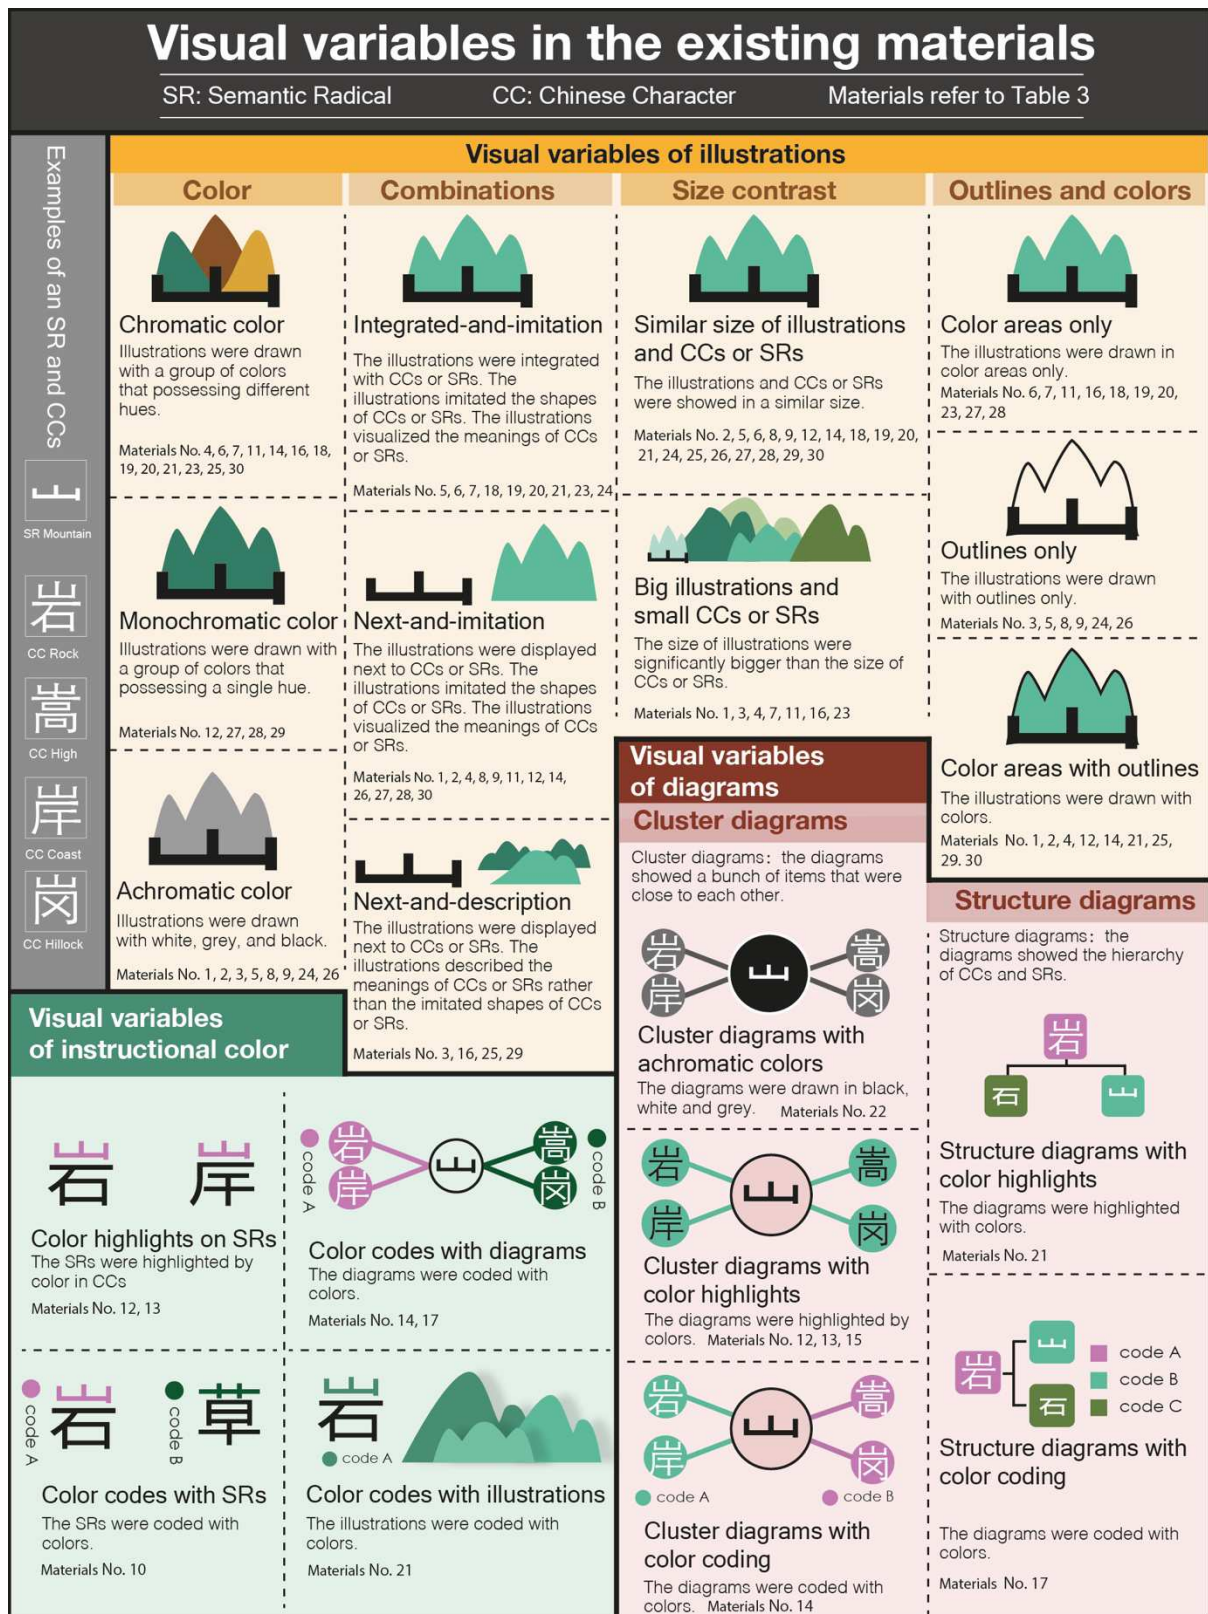 Visual variables in the existing materials
SR: Semantic Radical CC: Chinese Character Materials refer to Table 3
Examples of an SR and CCs
山
SR Mountain
岩
CC Rock
嵩
CC High
岸
CC Coast
岗
CC Hillock
Visual variables of illustrations
Color
Chromatic color
Illustrations were drawn
with a group of colors
that possessing different
hues.
Materials No. 4, 6, 7, 11, 14, 16, 18,
19, 20, 21, 23, 25, 30
Monochromatic color
Illustrations were drawn with
a group of colors that
possessing a single hue.
Materials No. 12, 27, 28, 29
Achromatic color
Illustrations were drawn
with white, grey, and black.
Materials No. 1, 2, 3, 5, 8, 9, 24, 26
Combinations
Integrated-and-imitation
The illustrations were integrated
with CCs or SRs. The
illustrations imitated the shapes
of CCs or SRs. The illustrations
visualized the meanings of CCs
or SRs.
Materials No. 5, 6, 7, 18, 19, 20, 21, 23, 24
Next-and-imitation
The illustrations were displayed
next to CCs or SRs. The
illustrations imitated the shapes
of CCs or SRs. The illustrations
visualized the meanings of CCs
or SRs.
Materials No. 1, 2, 4, 8, 9, 11, 12, 14,
26, 27, 28, 30
Next-and-description
The illustrations were displayed
next to CCs or SRs. The
illustrations described the
meanings of CCs or SRs rather
than the imitated shapes of CCs
or SRs.
Materials No. 3, 16, 25, 29
Size contrast
Similar size of illustrations
and CCs or SRs
The illustrations and CCs or SRs
were showed in a similar size.
Materials No. 2, 5, 6, 8, 9, 12, 14, 18, 19, 20,
21, 24, 25, 26, 27, 28, 29, 30
Big illustrations and
small CCs or SRs
The size of illustrations were
significantly bigger than the size of
CCs or SRs.
Materials No. 1, 3, 4, 7, 11, 16, 23
Outlines and colors
Color areas only
The illustrations were drawn in
color areas only.
Materials No. 6, 7, 11, 16, 18, 19, 20,
23, 27, 28
Outlines only
The illustrations were drawn
with outlines only.
Materials No. 3, 5, 8, 9, 24, 26
Color areas with outlines
The illustrations were drawn with
colors.
Materials No. 1, 2, 4, 12, 14, 21, 25,
29. 30
Visual variables
of instructional color
岩 岸
Color highlights on SRs
The SRs were highlighted by
color in CCs
Materials No. 12, 13
code A
岩 嵩
山
岸 岗
code B
Color codes with diagrams
The diagrams were coded with
colors.
Materials No. 14, 17
code A
岩
code B
草
Color codes with SRs
The SRs were coded with
colors.
Materials No. 10
岩
code A
Color codes with illustrations
The illustrations were coded with
colors.
Materials No. 21
Visual variables
of diagrams
Cluster diagrams
Cluster diagrams: the diagrams
showed a bunch of items that were
close to each other.
岩 嵩
山
岸 岗
Cluster diagrams with
achromatic colors
The diagrams were drawn in black,
white and grey. Materials No. 22
岩 嵩
山
岸 岗
Cluster diagrams with
color highlights
The diagrams were highlighted by
colors. Materials No. 12, 13, 15
岩 嵩
山
岸 岗
code A code B
Cluster diagrams with
color coding
The diagrams were coded with
colors. Materials No. 14
Structure diagrams
Structure diagrams: the
diagrams showed the hierarchy
of CCs and SRs.
岩
石 山
Structure diagrams with
color highlights
The diagrams were highlighted
with colors.
Materials No. 21
山
岩
石
code A
code B
code C
Structure diagrams with
color coding
The diagrams were coded with
colors.
Materials No. 17